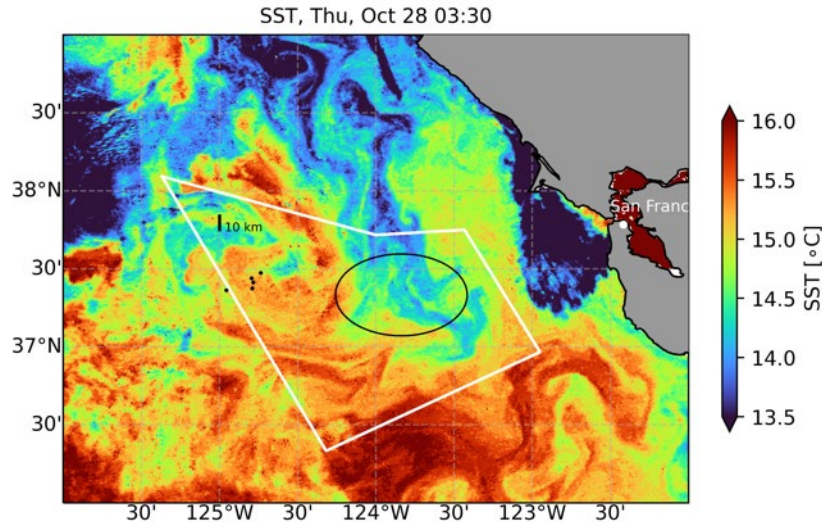 SST, Thu, Oct 28 03:30
30'
38°N
30'
37°N
30'
10 km
San Franc
30'
125°W
30'
124°W
30'
123°W
30'
16.0
15.5
15.0
14.5
14.0
13.5
SST [∘C]